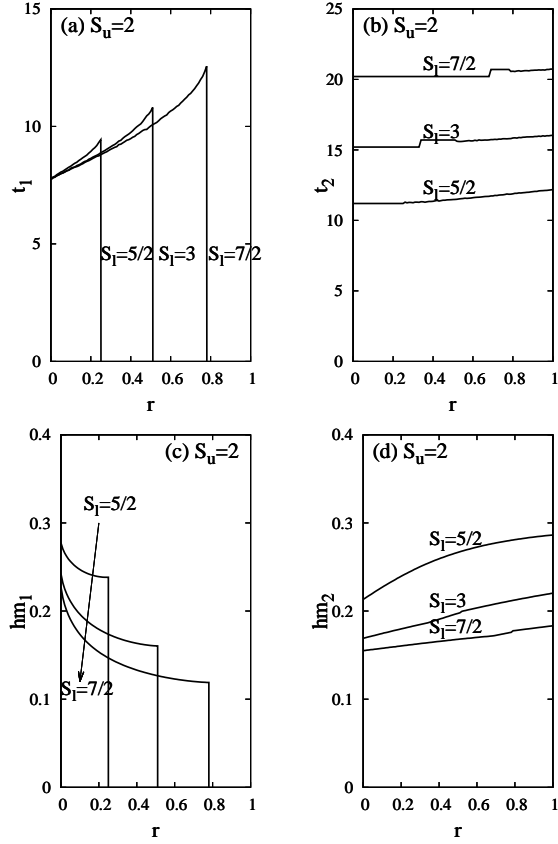 (a) S_u=2
15
10
5
0
t_1
S_l=5/2
S_l=3
S_l=7/2
0 0.2 0.4 0.6 0.8 1
r
(b) S_u=2
25
20
15
10
5
0
t_2
S_l=7/2
S_l=3
S_l=5/2
0 0.2 0.4 0.6 0.8 1
r
(c) S_u=2
0.4
0.3
0.2
0.1
0
hm_1
S_l=5/2
S_l=7/2
0 0.2 0.4 0.6 0.8 1
r
(d) S_u=2
0.4
0.3
0.2
0.1
0
hm_2
S_l=5/2
S_l=3
S_l=7/2
0 0.2 0.4 0.6 0.8 1
r